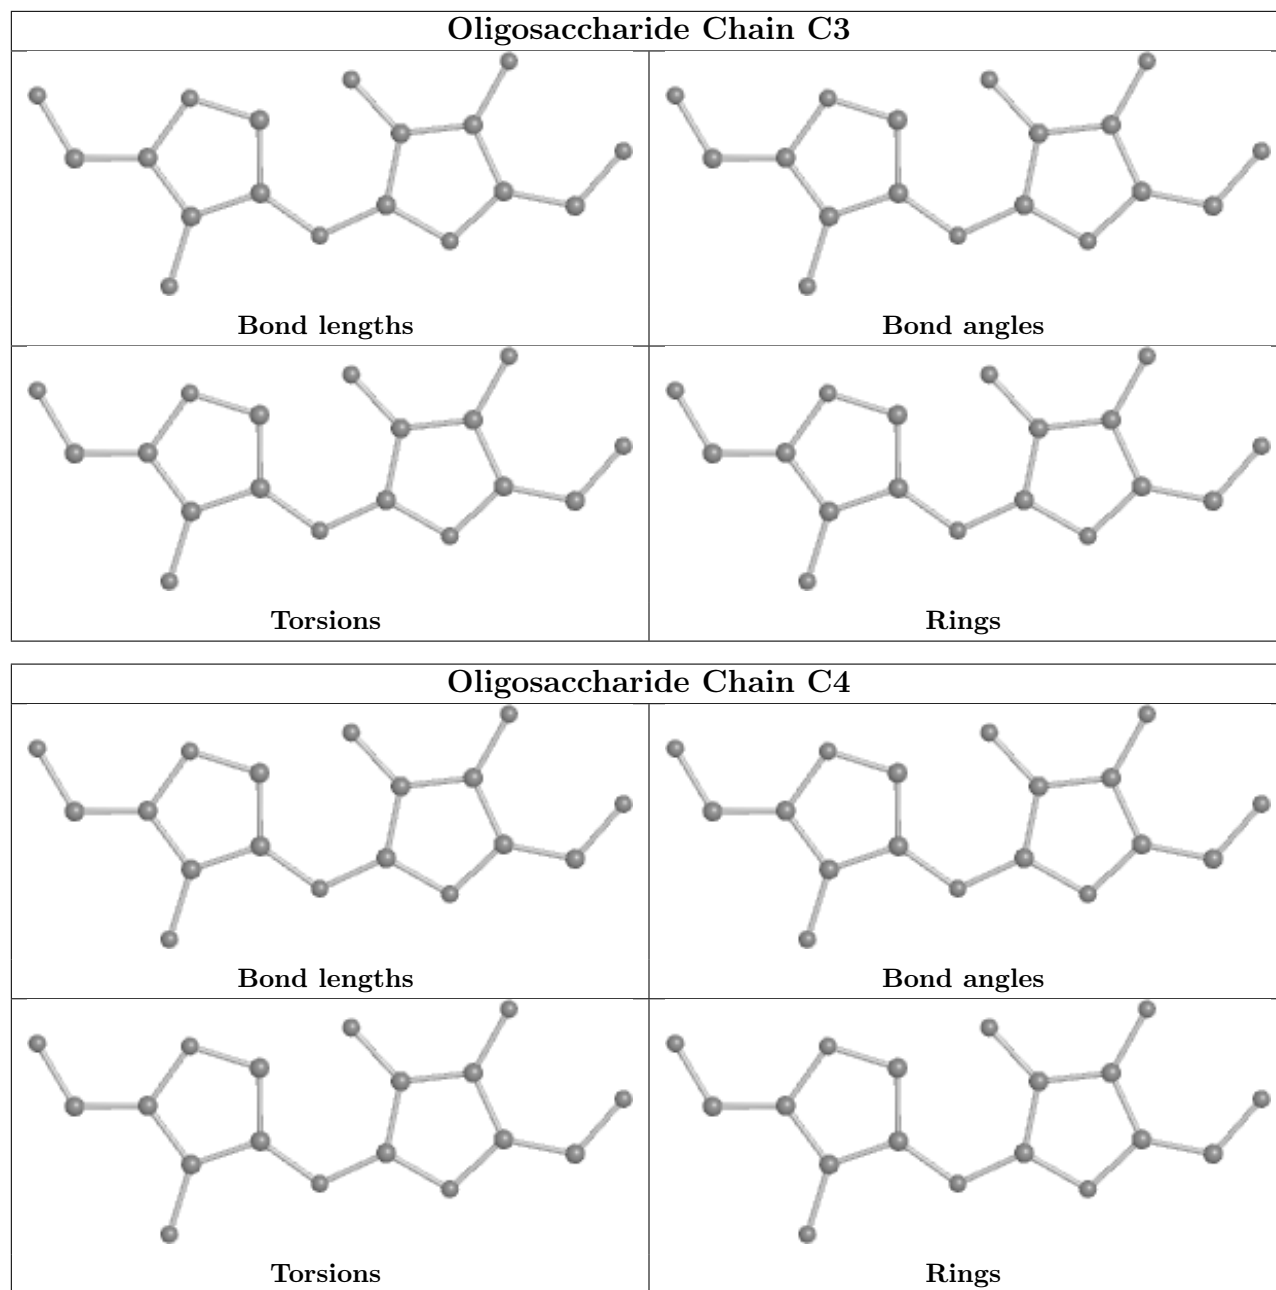 Oligosaccharide Chain C3
Bond lengths
Bond angles
Torsions
Rings
Oligosaccharide Chain C4
Bond lengths
Bond angles
Torsions
Rings